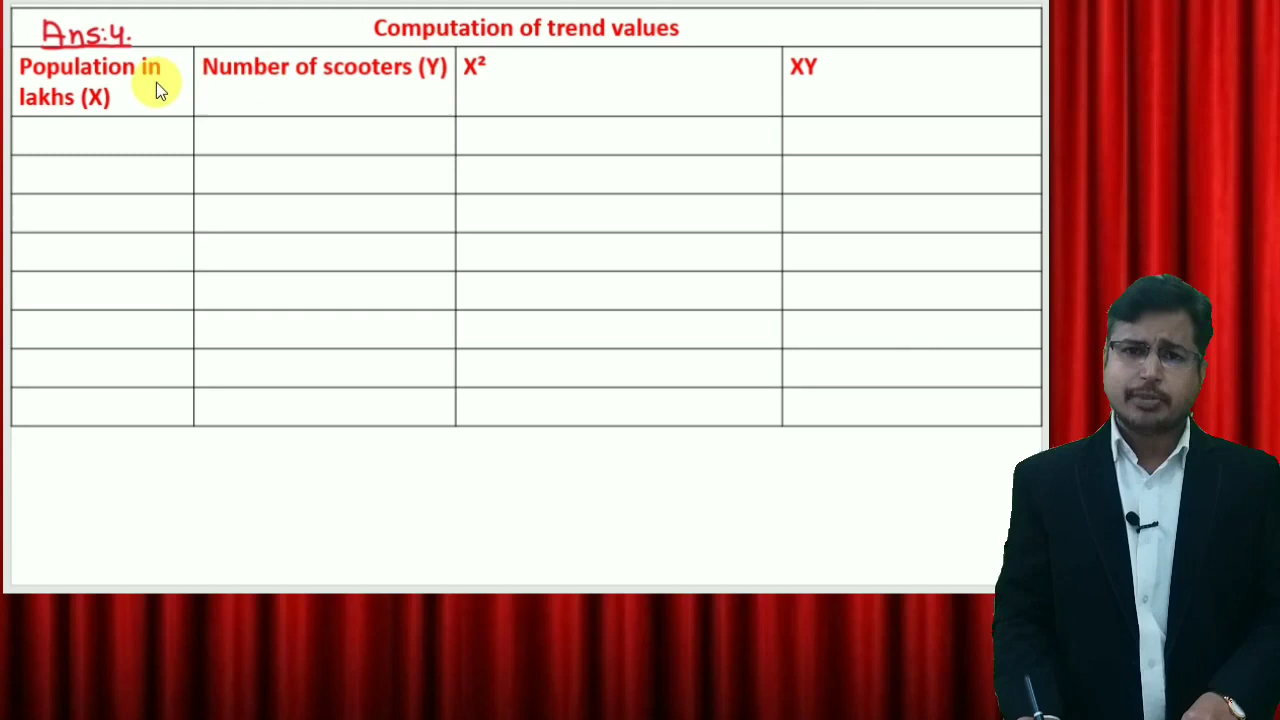 Ans:4.
Computation of trend values
Population in
lakhs (X)
Number of scooters (Y)
X²
XY